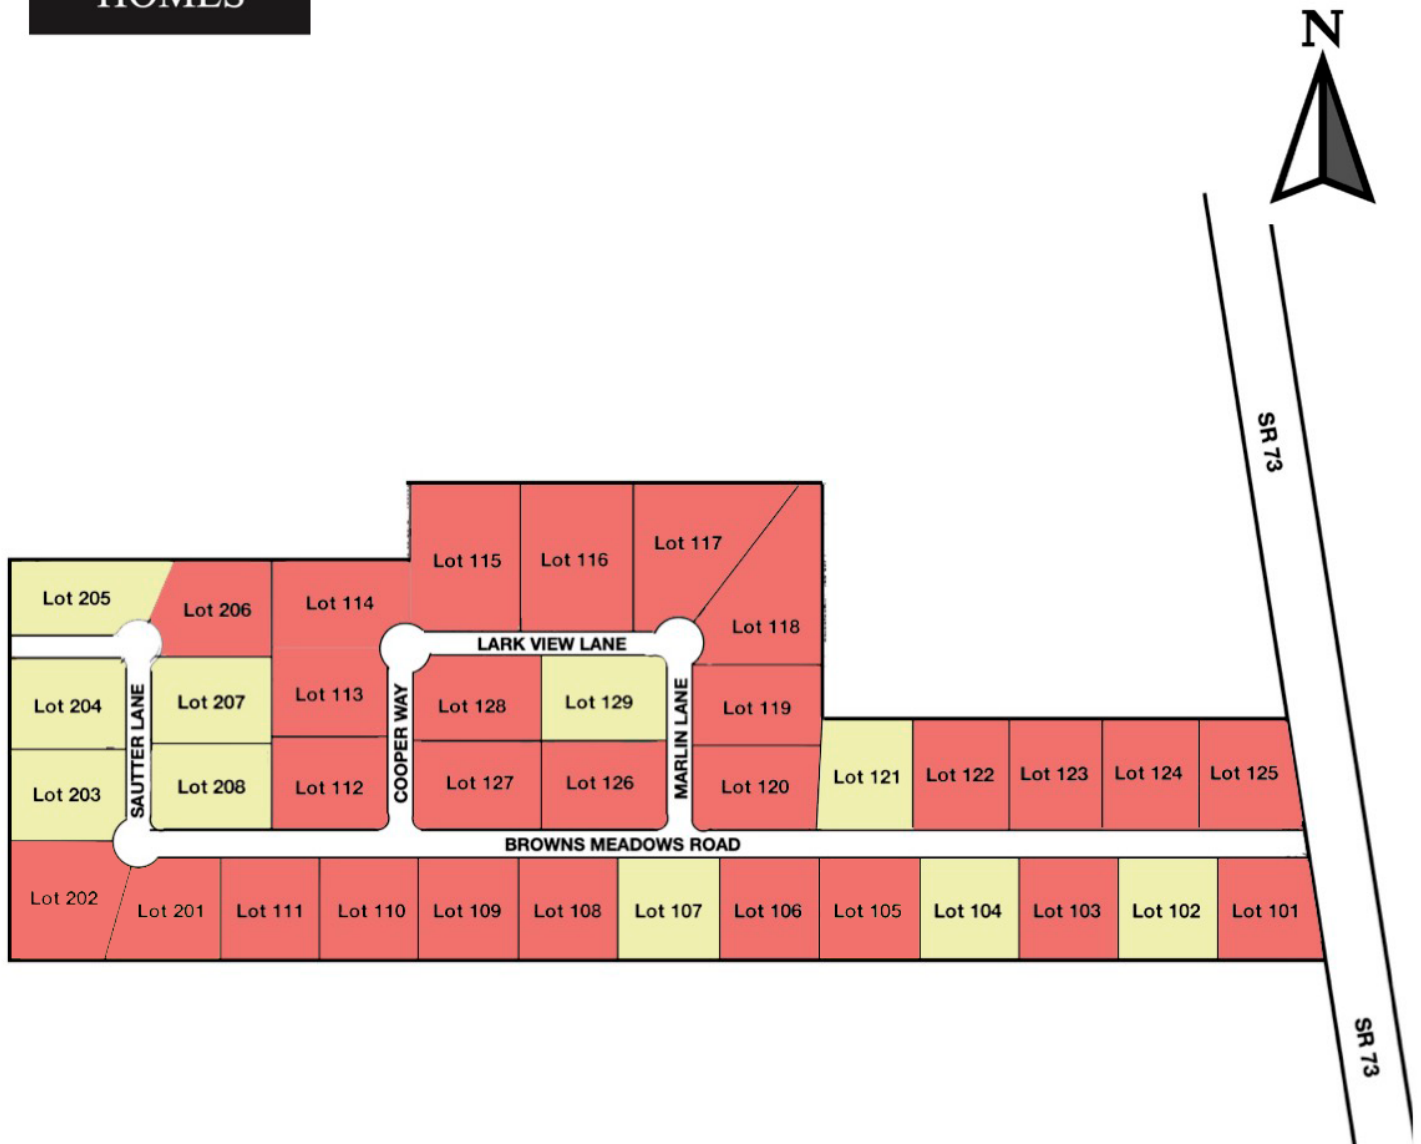 HOMES
N
SR 73
Lot 115
Lot 116
Lot 117
Lot 205
Lot 206
Lot 114
Lot 118
LARK VIEW LANE
Lot 204
Lot 207
Lot 113
Lot 128
Lot 129
Lot 119
SAUTTER LANE
COOPER WAY
MARLIN LANE
Lot 203
Lot 208
Lot 112
Lot 127
Lot 126
Lot 120
Lot 121
Lot 122
Lot 123
Lot 124
Lot 125
BROWNS MEADOWS ROAD
Lot 202
Lot 201
Lot 111
Lot 110
Lot 109
Lot 108
Lot 107
Lot 106
Lot 105
Lot 104
Lot 103
Lot 102
Lot 101
SR 73